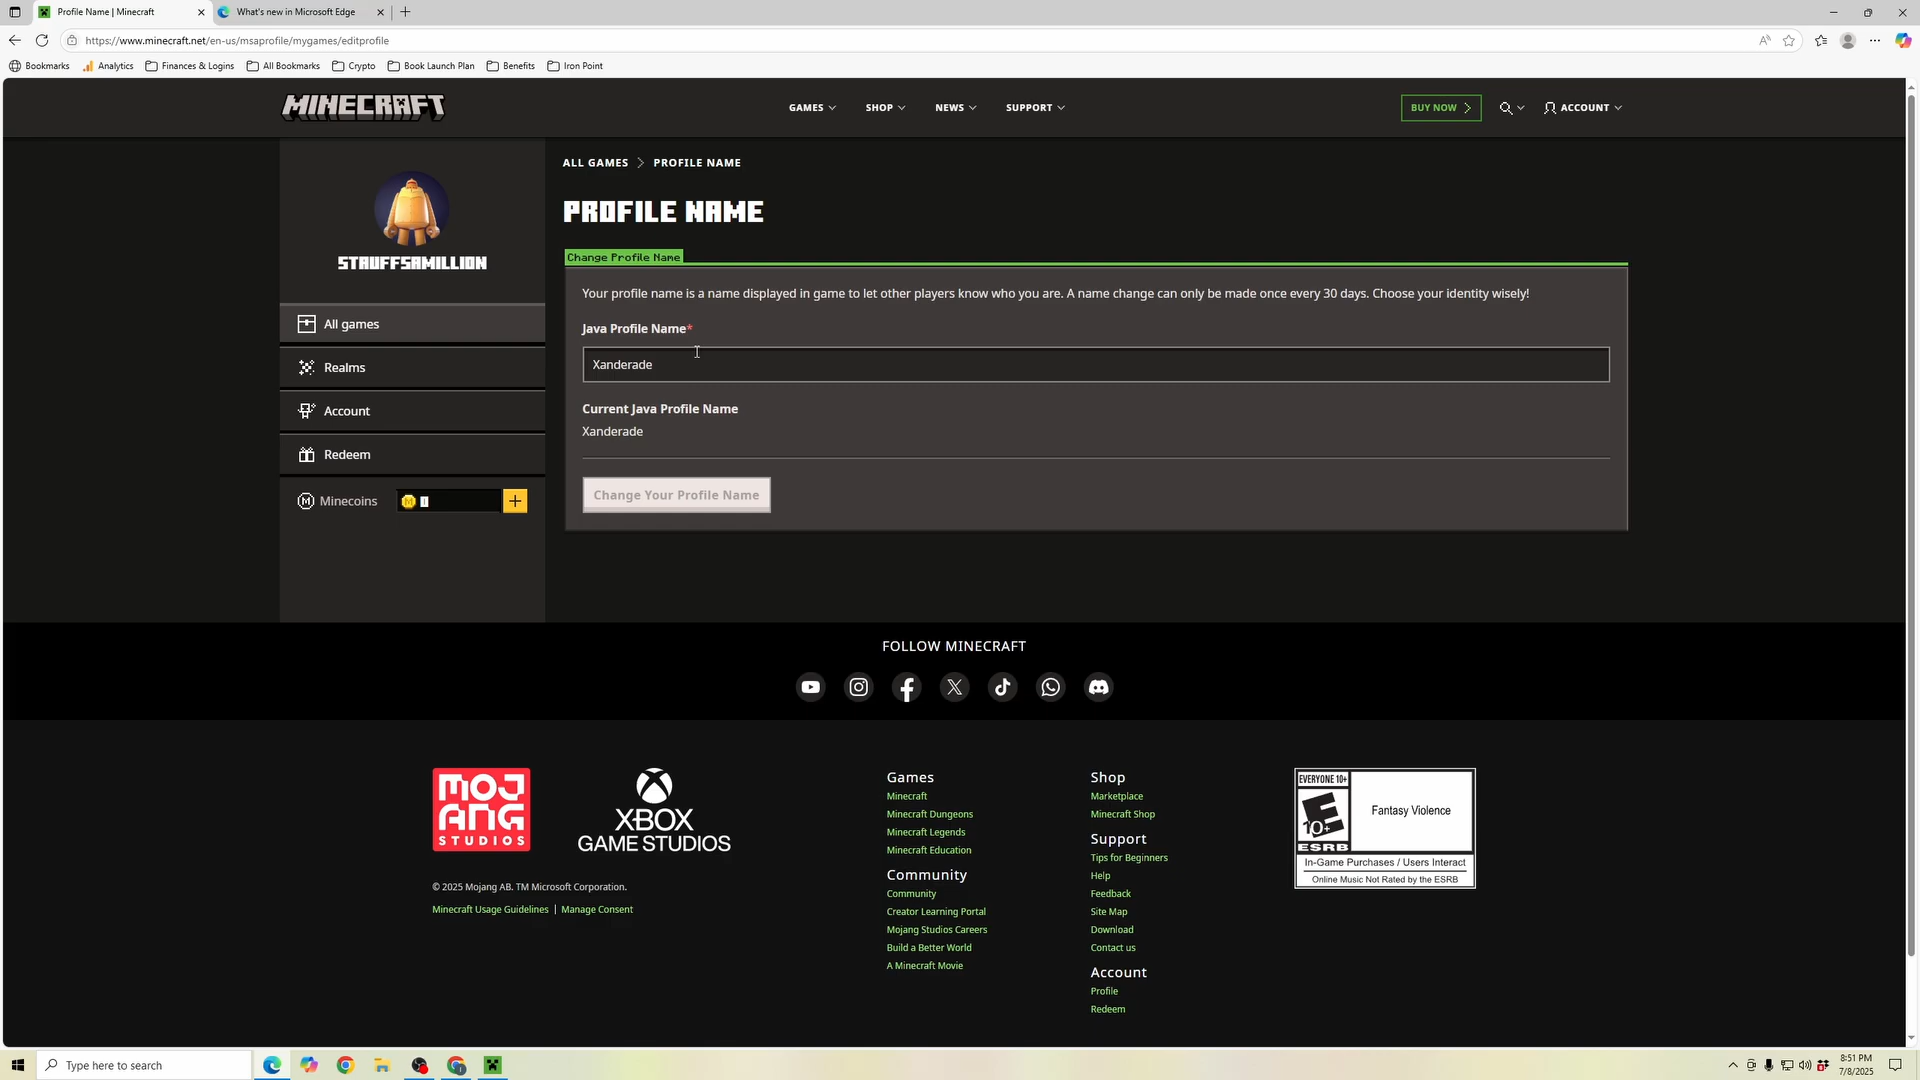 Profile Name | Minecraft
What's new in Microsoft Edge
https://www.minecraft.net/en-us/msaprofile/mygames/editprofile
Bookmarks
Analytics
Finances & Logins
All Bookmarks
Crypto
Book Launch Plan
Benefits
Iron Point
MINECRAFT
GAMES
SHOP
NEWS
SUPPORT
BUY NOW
ACCOUNT
STAUFFSAMILLION
All games
Realms
Account
Redeem
Minecoins
ALL GAMES > PROFILE NAME
PROFILE NAME
Change Profile Name
Your profile name is a name displayed in game to let other players know who you are. A name change can only be made once every 30 days. Choose your identity wisely!
Java Profile Name*
Xanderade
Current Java Profile Name
Xanderade
Change Your Profile Name
FOLLOW MINECRAFT
MOJANG
STUDIOS
XBOX
GAME STUDIOS
© 2025 Mojang AB. TM Microsoft Corporation.
Minecraft Usage Guidelines | Manage Consent
Games
Minecraft
Minecraft Dungeons
Minecraft Legends
Minecraft Education
Community
Community
Creator Learning Portal
Mojang Studios Careers
Build a Better World
A Minecraft Movie
Shop
Marketplace
Minecraft Shop
Support
Tips for Beginners
Help
Feedback
Site Map
Download
Contact us
Account
Profile
Redeem
EVERYONE 10+
E
10+
ESRB
Fantasy Violence
In-Game Purchases / Users Interact
Online Music Not Rated by the ESRB
Type here to search
8:51 PM
7/8/2025